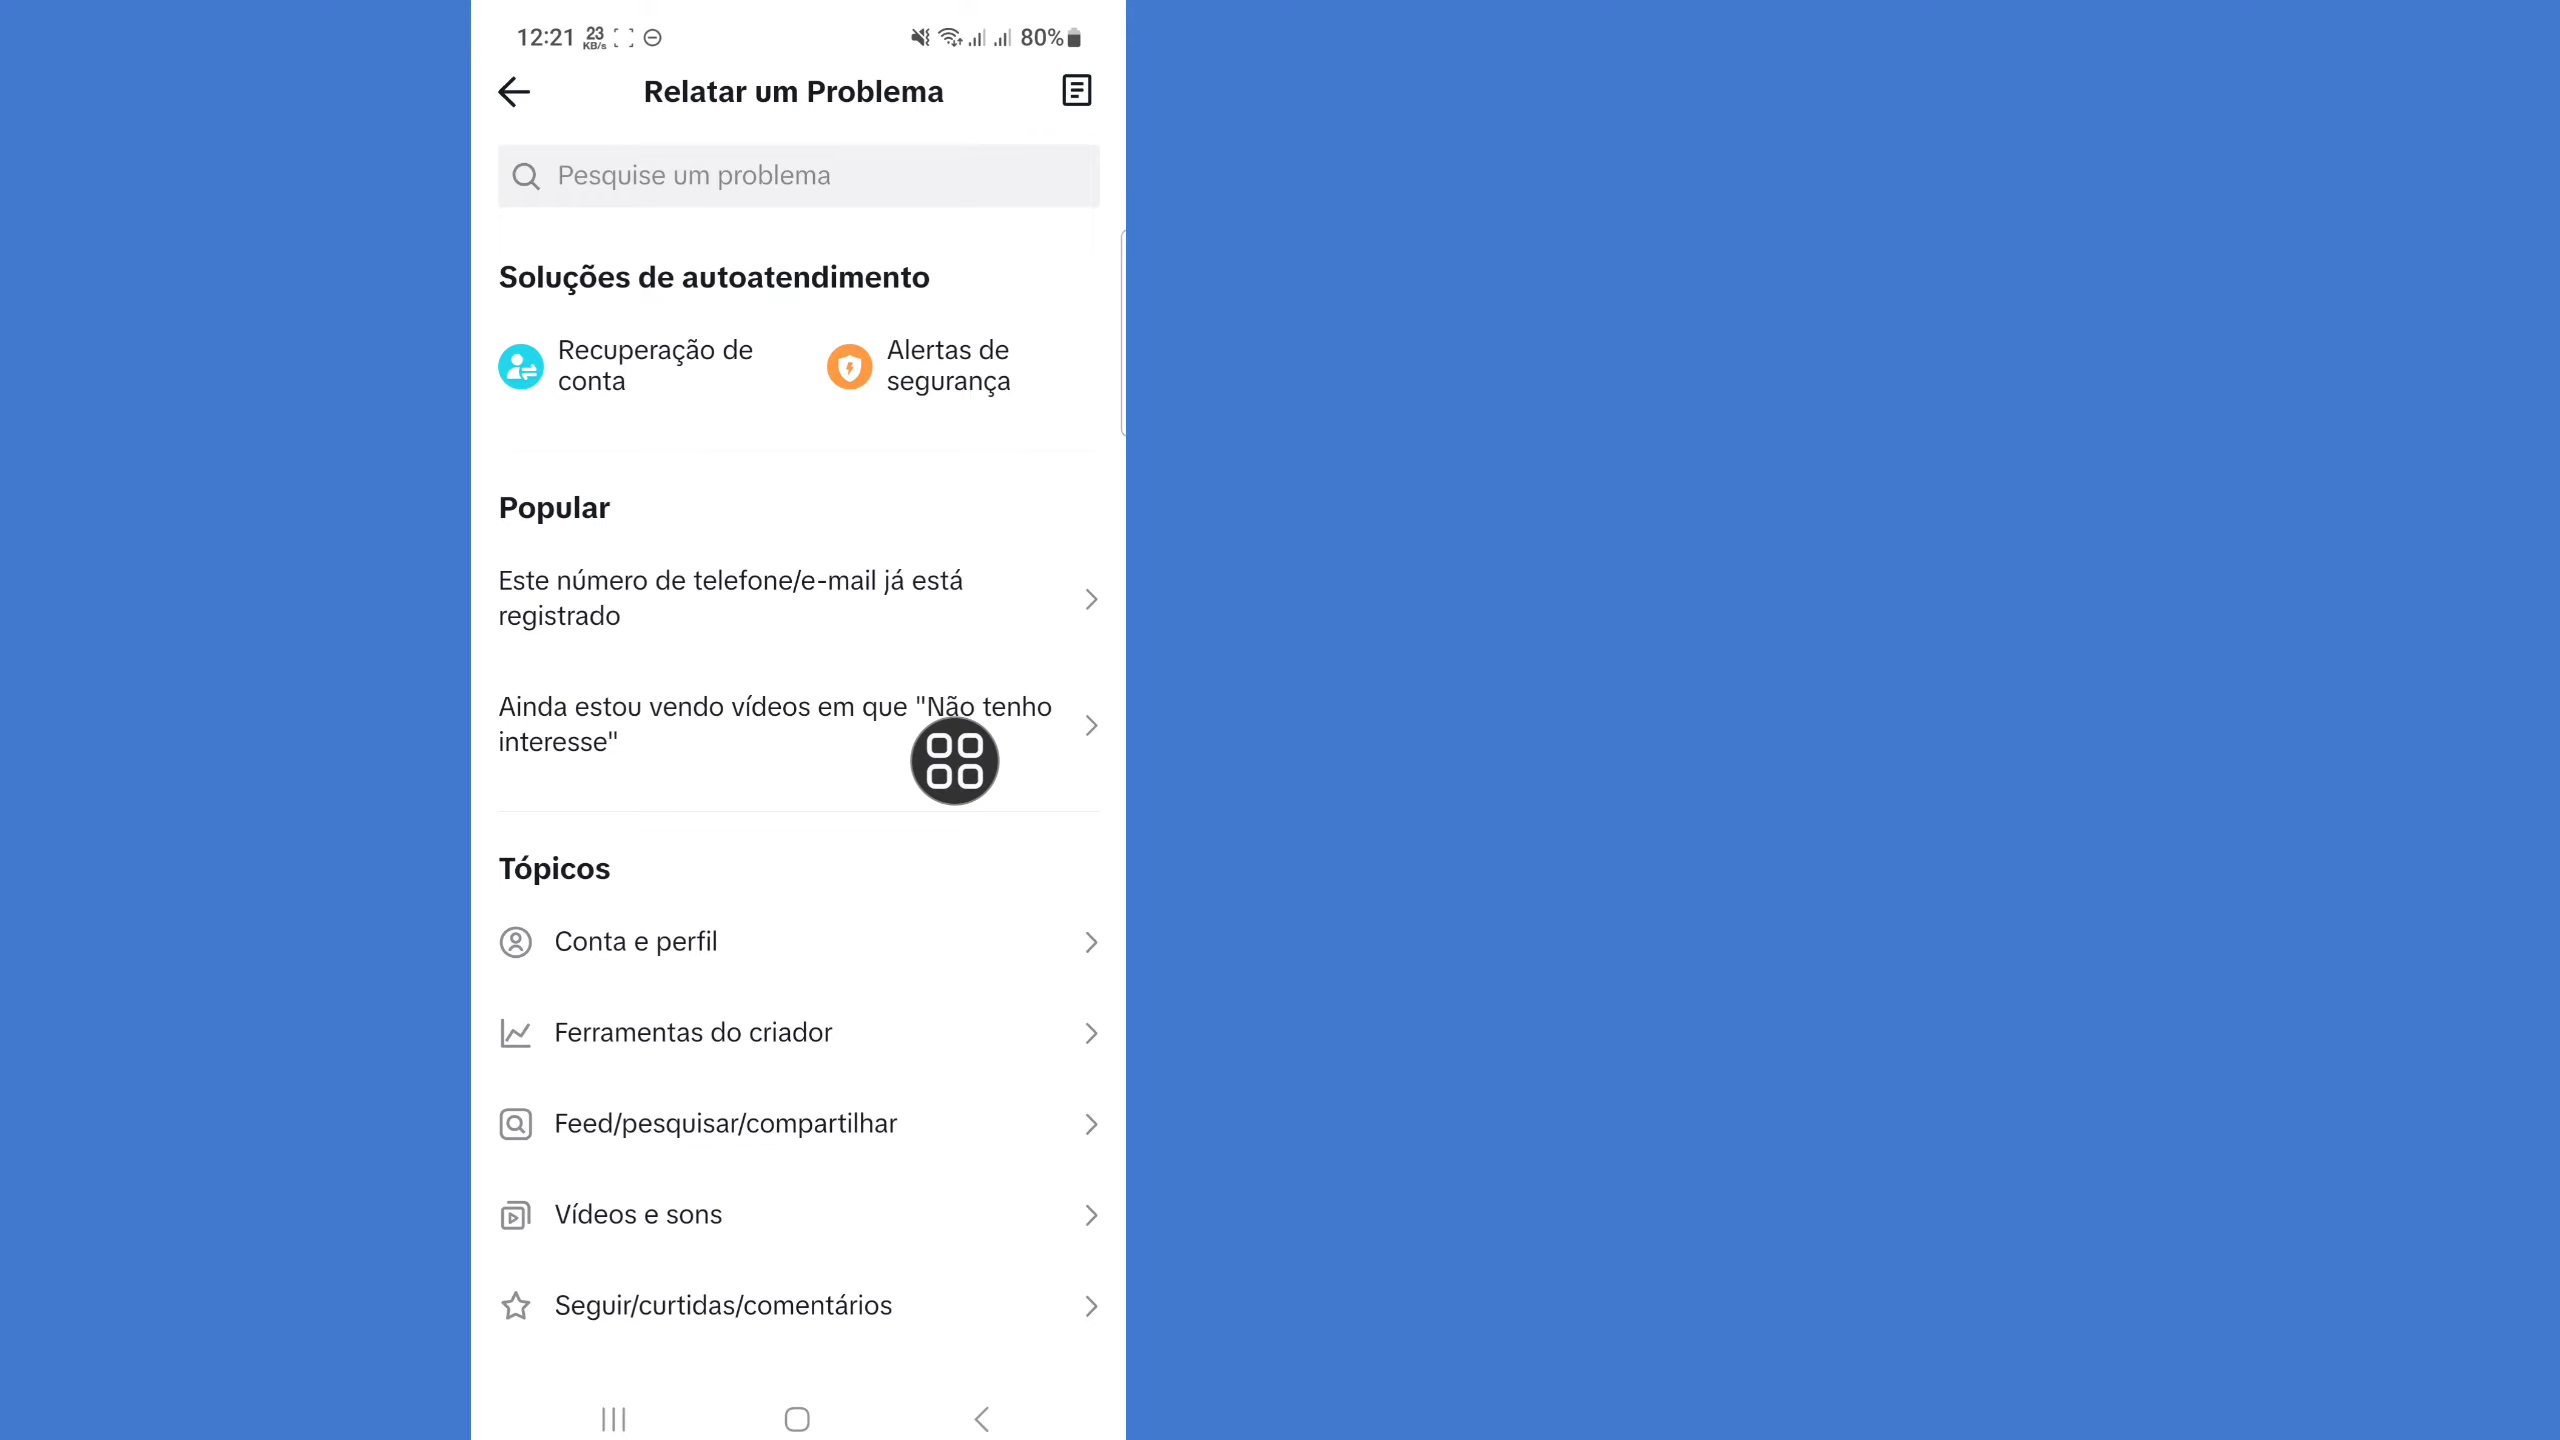 12:21 23 KB/s 80%
Relatar um Problema
Pesquise um problema
Soluções de autoatendimento
Recuperação de
conta
Alertas de
segurança
Popular
Este número de telefone/e-mail já está
registrado
Ainda estou vendo vídeos em que "Não tenho
interesse"
Tópicos
Conta e perfil
Ferramentas do criador
Feed/pesquisar/compartilhar
Vídeos e sons
Seguir/curtidas/comentários